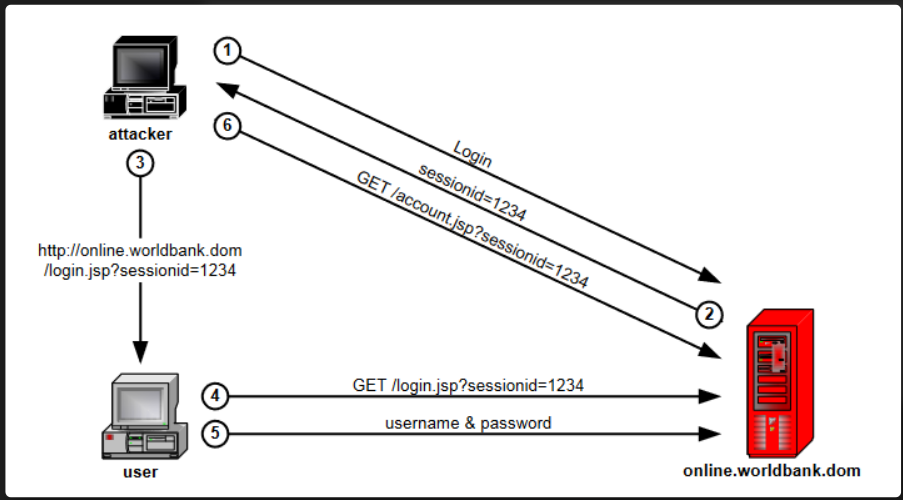 1
Login
sessionid=1234
6
GET /account.jsp?sessionid=1234
attacker
3
http://online.worldbank.dom
/login.jsp?sessionid=1234
2
4
GET /login.jsp?sessionid=1234
5
username & password
user
online.worldbank.dom